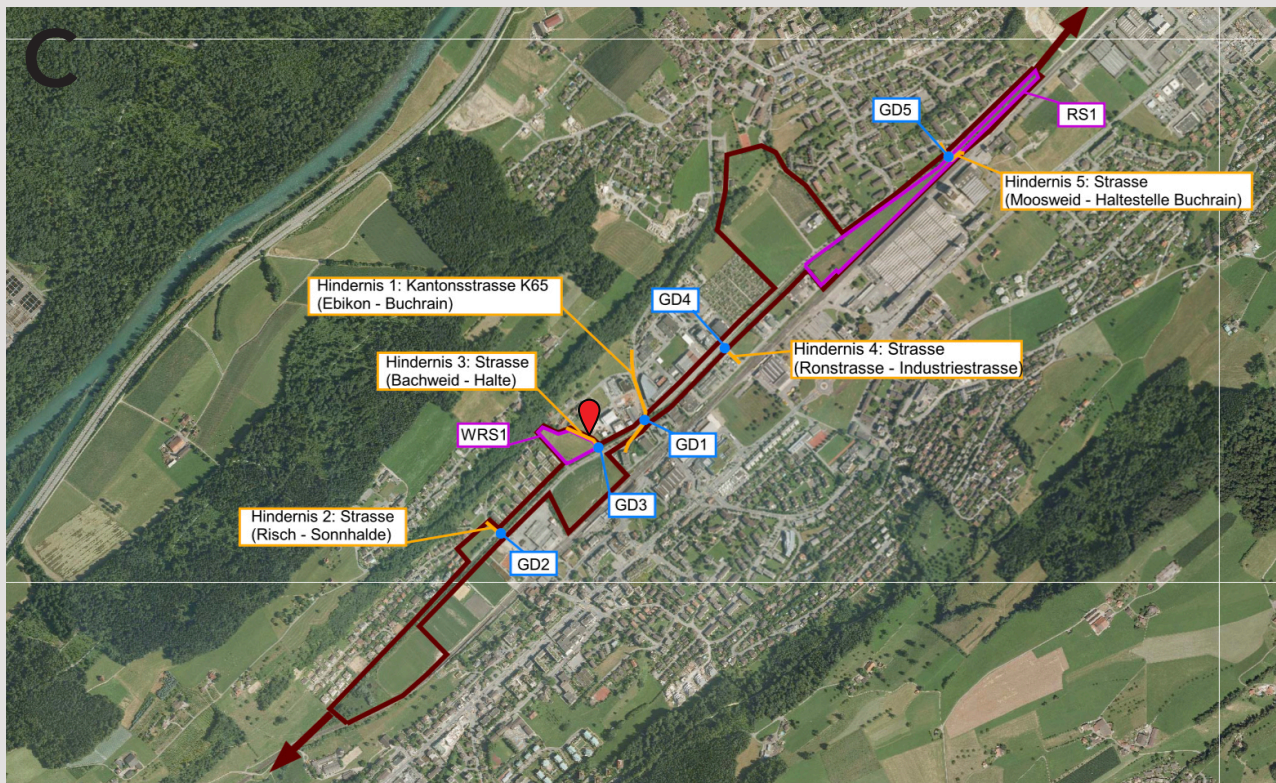 C
GD5
RS1
Hindernis 5: Strasse
(Moosweid - Haltestelle Buchrain)
Hindernis 1: Kantonsstrasse K65
(Ebikon - Buchrain)
GD4
Hindernis 4: Strasse
(Ronstrasse - Industriestrasse)
Hindernis 3: Strasse
(Bachweid - Halte)
WRS1
GD1
GD3
Hindernis 2: Strasse
(Risch - Sonnhalde)
GD2